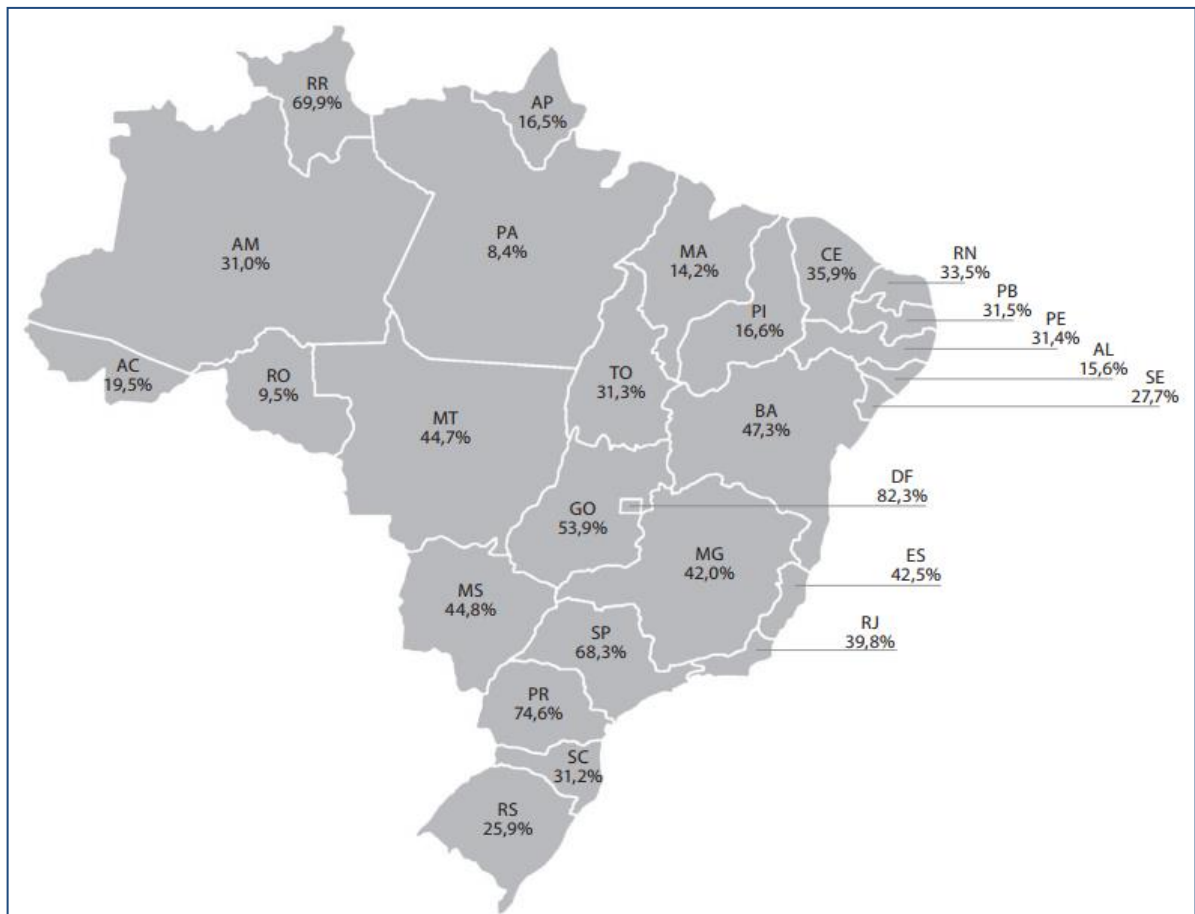 RR
69,9%
AP
16,5%
AM
31,0%
PA
8,4%
MA
14,2%
CE
35,9%
RN
33,5%
PB
31,5%
PE
31,4%
AL
15,6%
SE
27,7%
PI
16,6%
AC
19,5%
RO
9,5%
TO
31,3%
MT
44,7%
BA
47,3%
DF
82,3%
GO
53,9%
MG
42,0%
ES
42,5%
MS
44,8%
SP
68,3%
RJ
39,8%
PR
74,6%
SC
31,2%
RS
25,9%